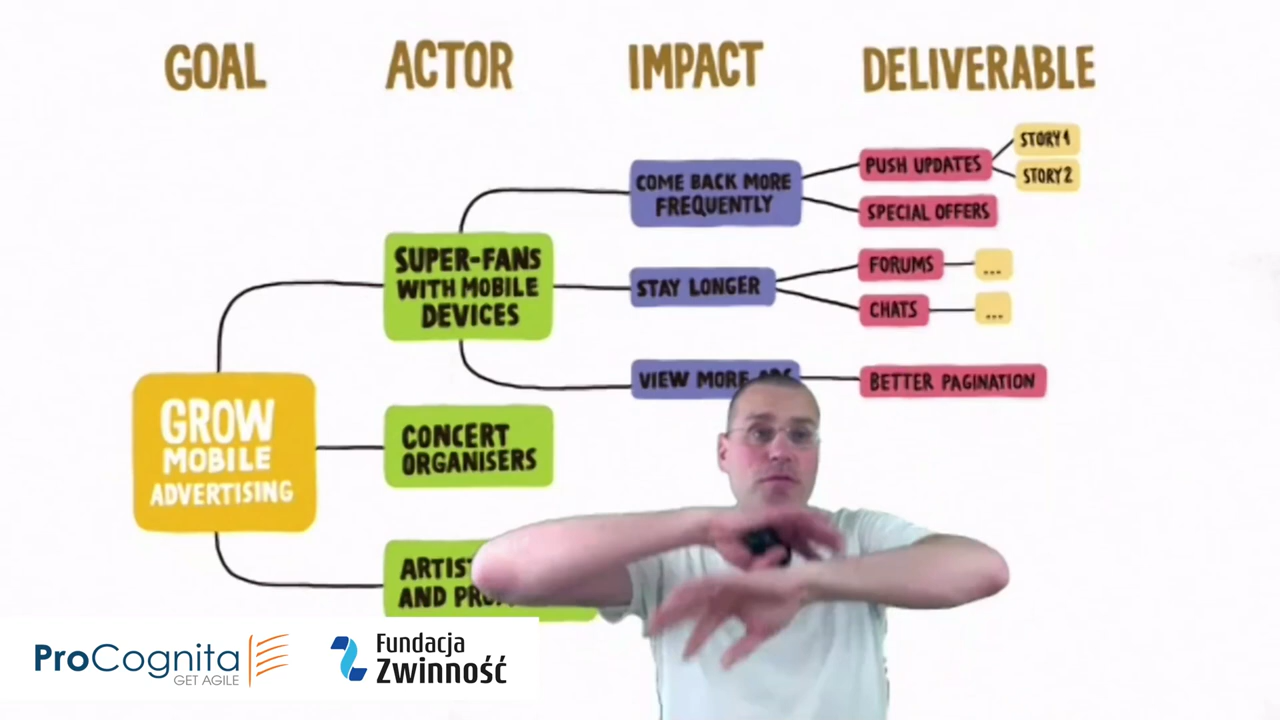 GOAL
ACTOR
IMPACT
DELIVERABLE
COME BACK MORE
FREQUENTLY
PUSH UPDATES
STORY 1
STORY 2
SPECIAL OFFERS
SUPER-FANS
WITH MOBILE
DEVICES
STAY LONGER
FORUMS
...
CHATS
...
VIEW MORE
BETTER PAGINATION
GROW
MOBILE
ADVERTISING
CONCERT
ORGANISERS
AND
ProCognita
GET AGILE
Fundacja
Zwinność